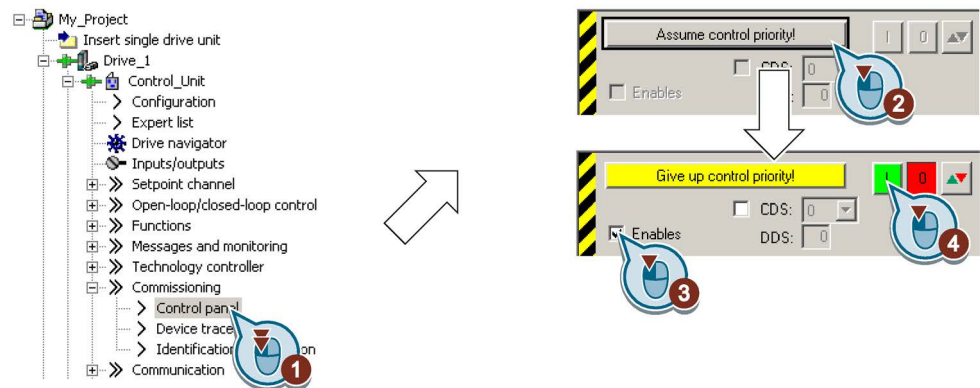 My_Project
Insert single drive unit
Drive_1
Control_Unit
Configuration
Expert list
Drive navigator
Inputs/outputs
Setpoint channel
Open-loop/closed-loop control
Functions
Messages and monitoring
Technology controller
Commissioning
Control panel
Device trace
1
Communication
Assume control priority!
I 0
CDS: 0
Enables
0
2
Give up control priority!
0
CDS: 0
Enables
DDS: 0
3
4